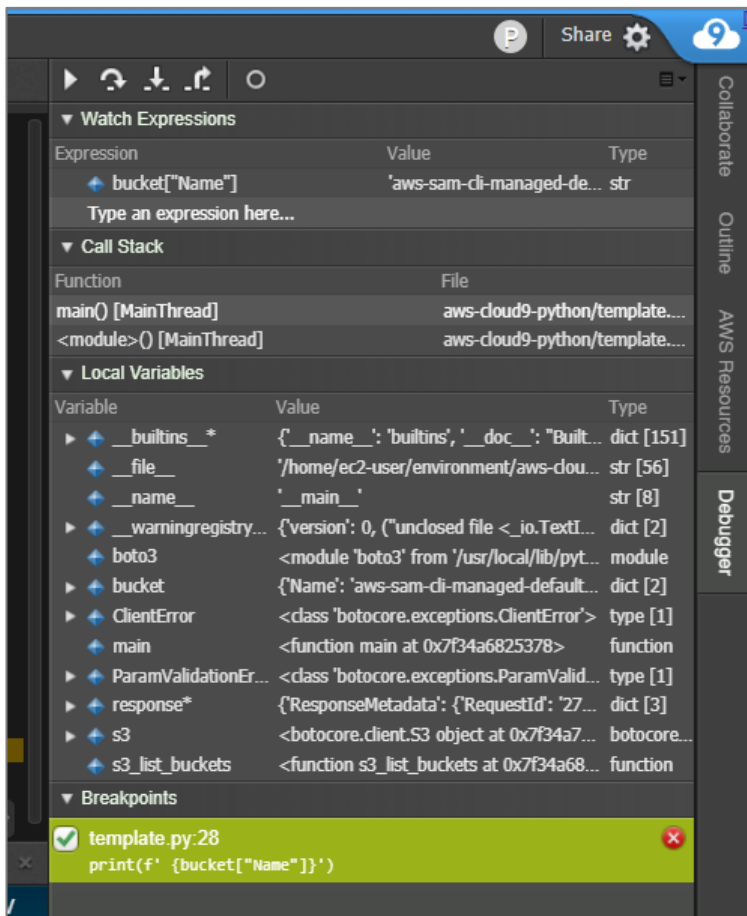 P Share 9
▼ Watch Expressions
Expression Value Type
bucket["Name"] 'aws-sam-cli-managed-de... str
Type an expression here...
▼ Call Stack
Function File
main() [MainThread] aws-cloud9-python/template....
<module>() [MainThread] aws-cloud9-python/template....
▼ Local Variables
Variable Value Type
__builtins__* {'__name__': 'builtins', '__doc__': "Built... dict [151]
__file__ '/home/ec2-user/environment/aws-clou... str [56]
__name__ '__main__' str [8]
__warningregistry... {'version': 0, ("unclosed file <_io.TextI... dict [2]
boto3 <module 'boto3' from '/usr/local/lib/pyt... module
bucket {'Name': 'aws-sam-cli-managed-default... dict [2]
ClientError <class 'botocore.exceptions.ClientError'> type [1]
main <function main at 0x7f34a6825378> function
ParamValidationEr... <class 'botocore.exceptions.ParamValid... type [1]
response* {'ResponseMetadata': {'RequestId': '27... dict [3]
s3 <botocore.client.S3 object at 0x7f34a7... botocore...
s3_list_buckets <function s3_list_buckets at 0x7f34a68... function
▼ Breakpoints
template.py:28
print(f' {bucket["Name"]}')
Collaborate
Outline
AWS Resources
Debugger